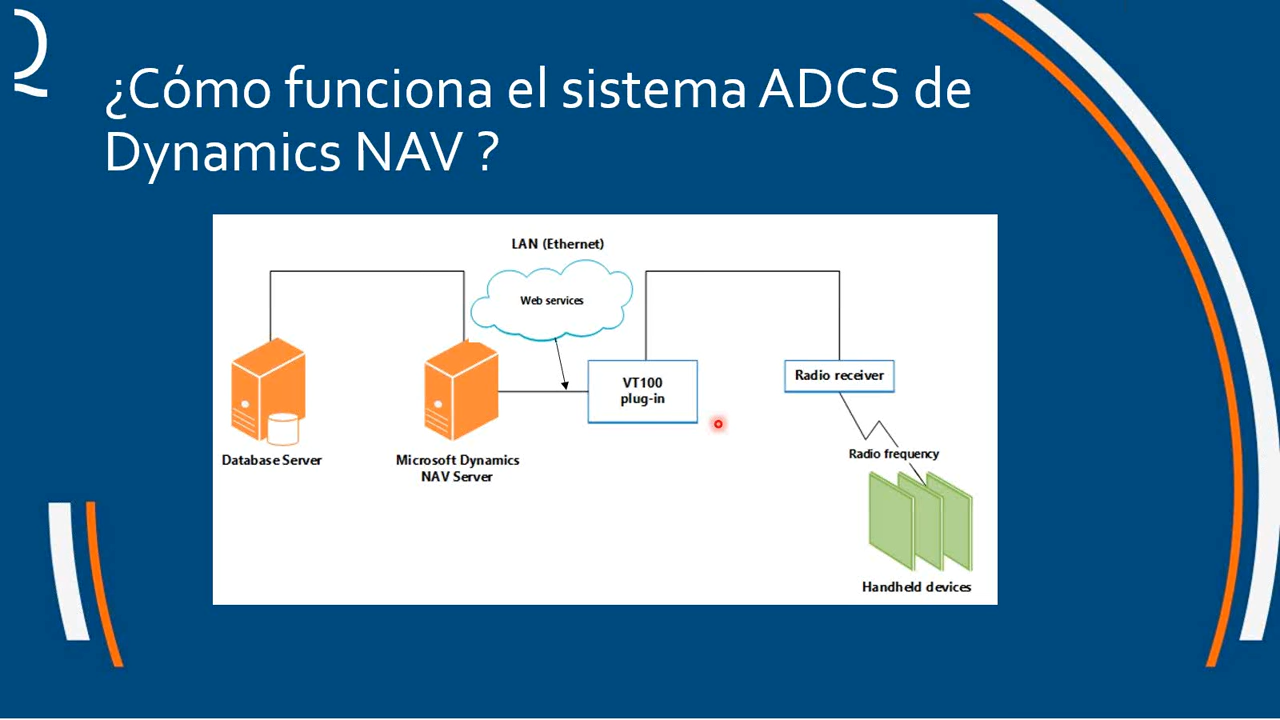 ¿Cómo funciona el sistema ADCS de
Dynamics NAV ?
LAN (Ethernet)
Web services
VT100
plug-in
Radio receiver
Radio frequency
Database Server
Microsoft Dynamics
NAV Server
Handheld devices